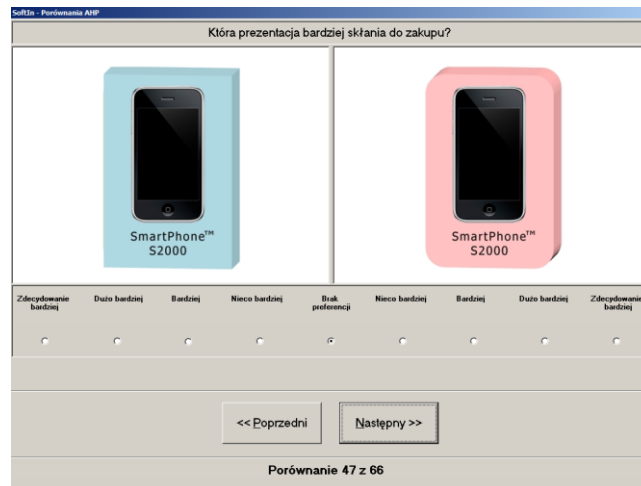 SoftIn - Porównania AHP
Która prezentacja bardziej skłania do zakupu?
SmartPhone™
S2000
SmartPhone™
S2000
Zdecydowanie bardziej
Dużo bardziej
Bardziej
Nieco bardziej
Brak preferencji
Nieco bardziej
Bardziej
Dużo bardziej
Zdecydowanie bardziej
<< Poprzedni
Następny >>
Porównanie 47 z 66